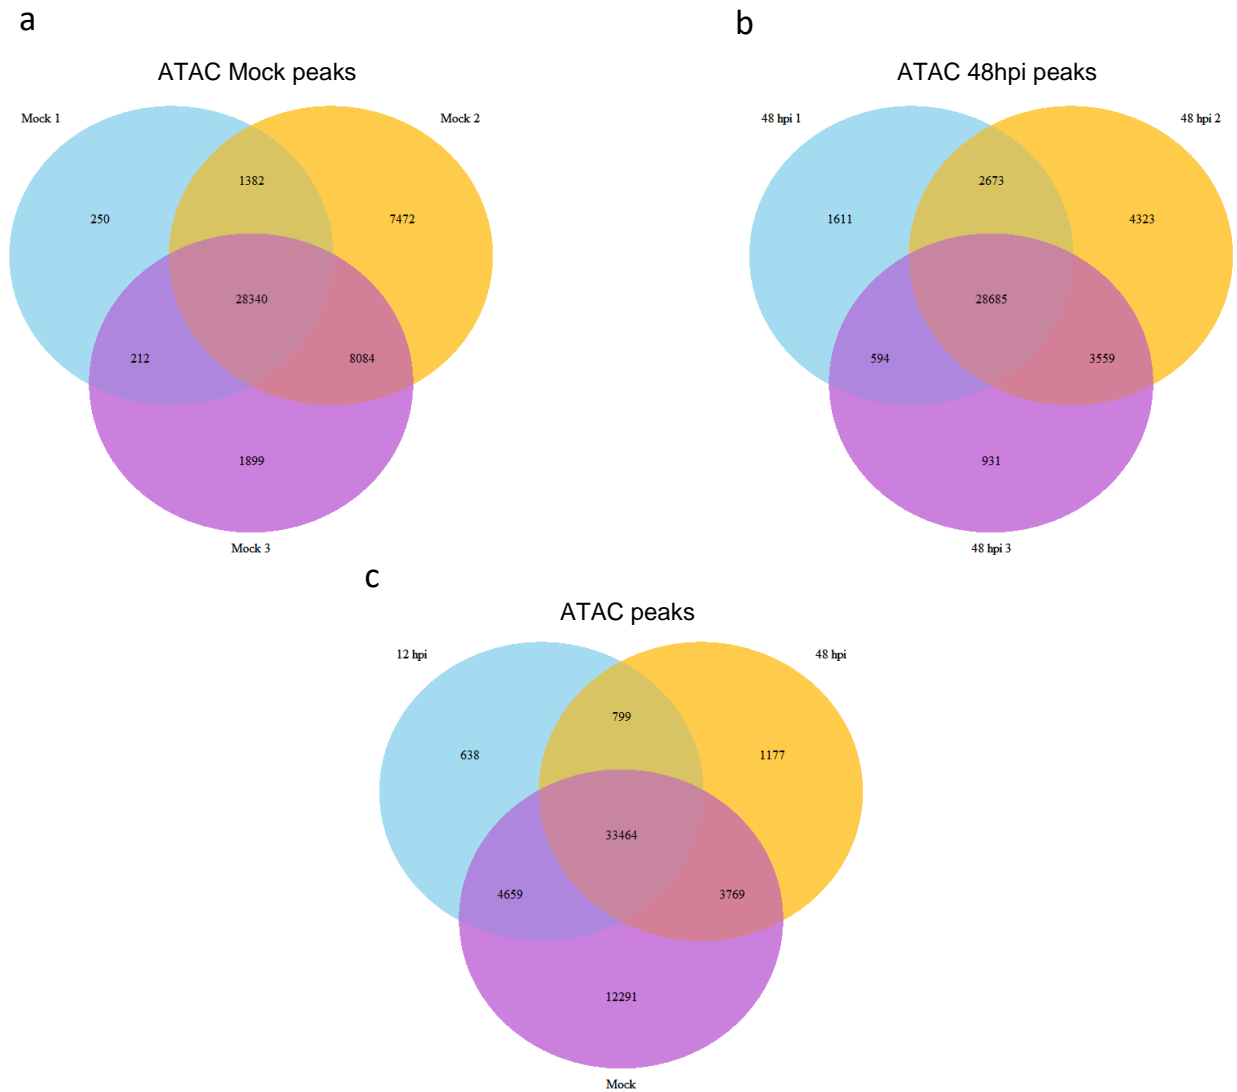 a
ATAC Mock peaks
Mock 1
Mock 2
1382
250
7472
28340
212
8084
1899
Mock 3
b
ATAC 48hpi peaks
48 hpi 1
48 hpi 2
2673
1611
4323
28685
594
3559
931
48 hpi 3
c
ATAC peaks
12 hpi
48 hpi
799
638
1177
33464
4659
3769
12291
Mock